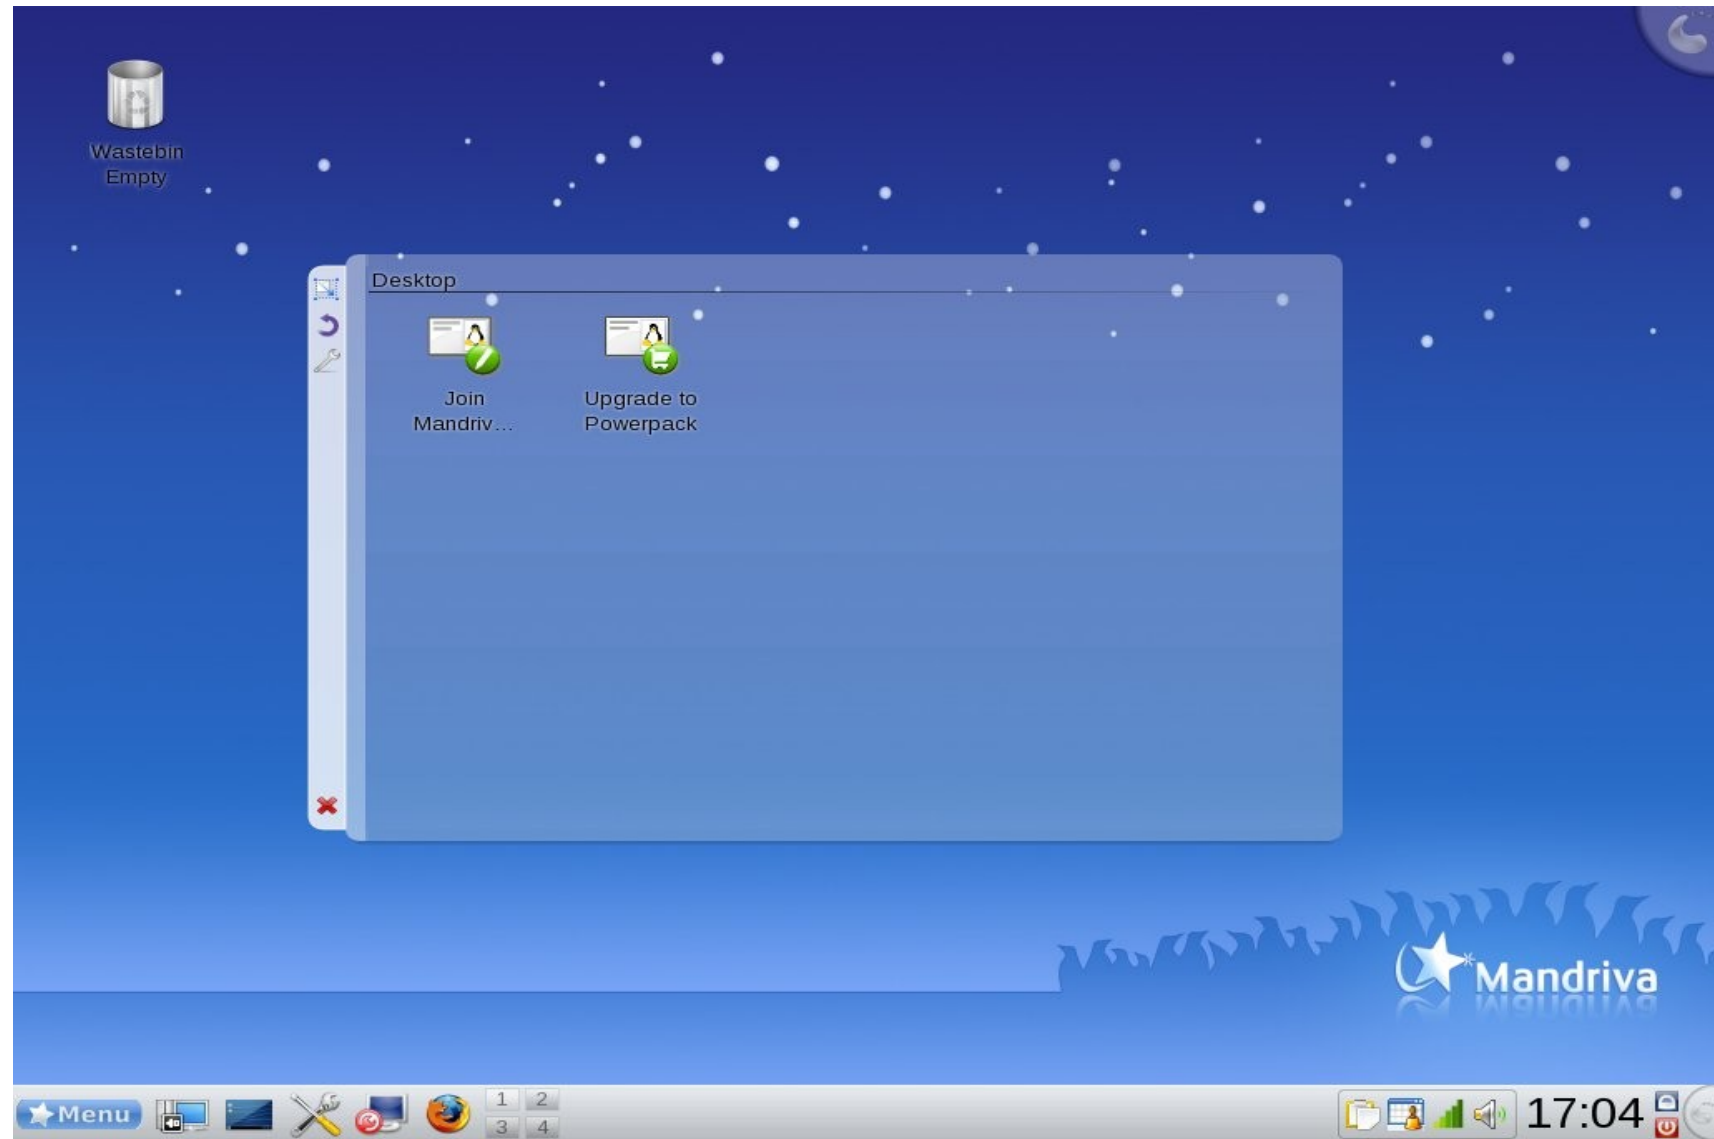 Wastebin
Empty
Desktop
Join
Mandriv...
Upgrade to
Powerpack
Mandriva
Menu
1 2
3 4
17:04